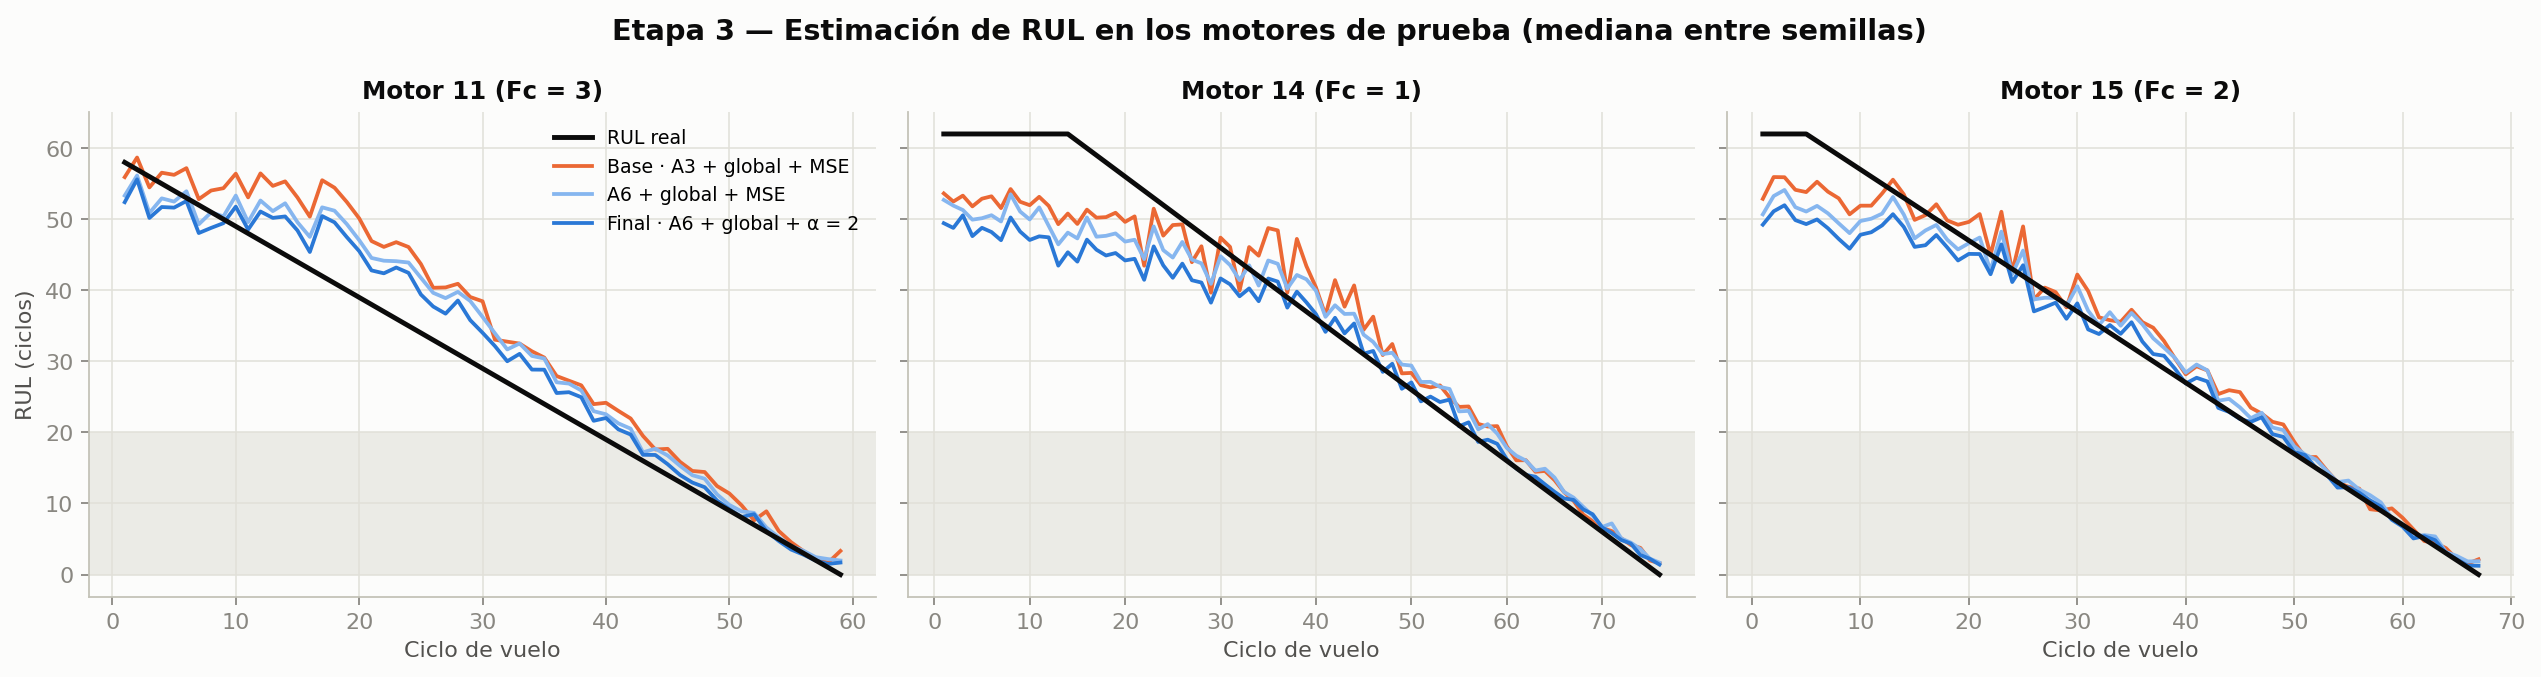 Etapa 3 — Estimación de RUL en los motores de prueba (mediana entre semillas)
Motor 11 (Fc = 3)
RUL real
Base · A3 + global + MSE
A6 + global + MSE
Final · A6 + global + α = 2
RUL (ciclos)
60
50
40
30
20
10
0
0 10 20 30 40 50 60
Ciclo de vuelo
Motor 14 (Fc = 1)
0 10 20 30 40 50 60 70
Ciclo de vuelo
Motor 15 (Fc = 2)
0 10 20 30 40 50 60 70
Ciclo de vuelo